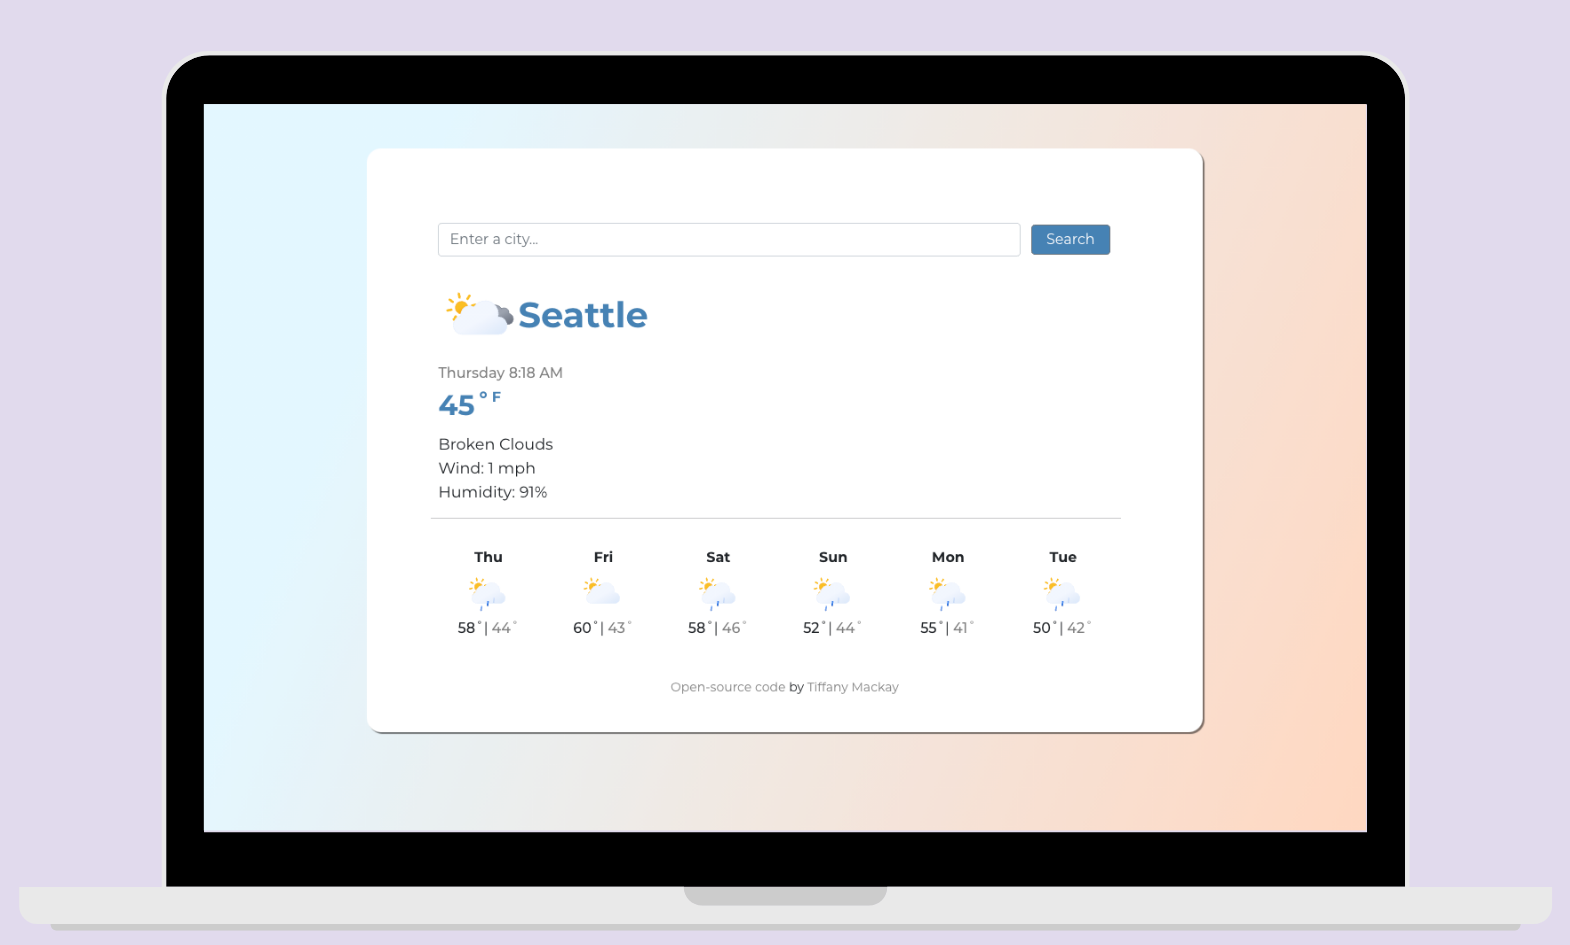 Enter a city... Search
Seattle
Thursday 8:18 AM
45 ° F
Broken Clouds
Wind: 1 mph
Humidity: 91%
Thu Fri Sat Sun Mon Tue
58°| 44° 60°| 43° 58°| 46° 52°| 44° 55°| 41° 50°| 42°
Open-source code by Tiffany Mackay